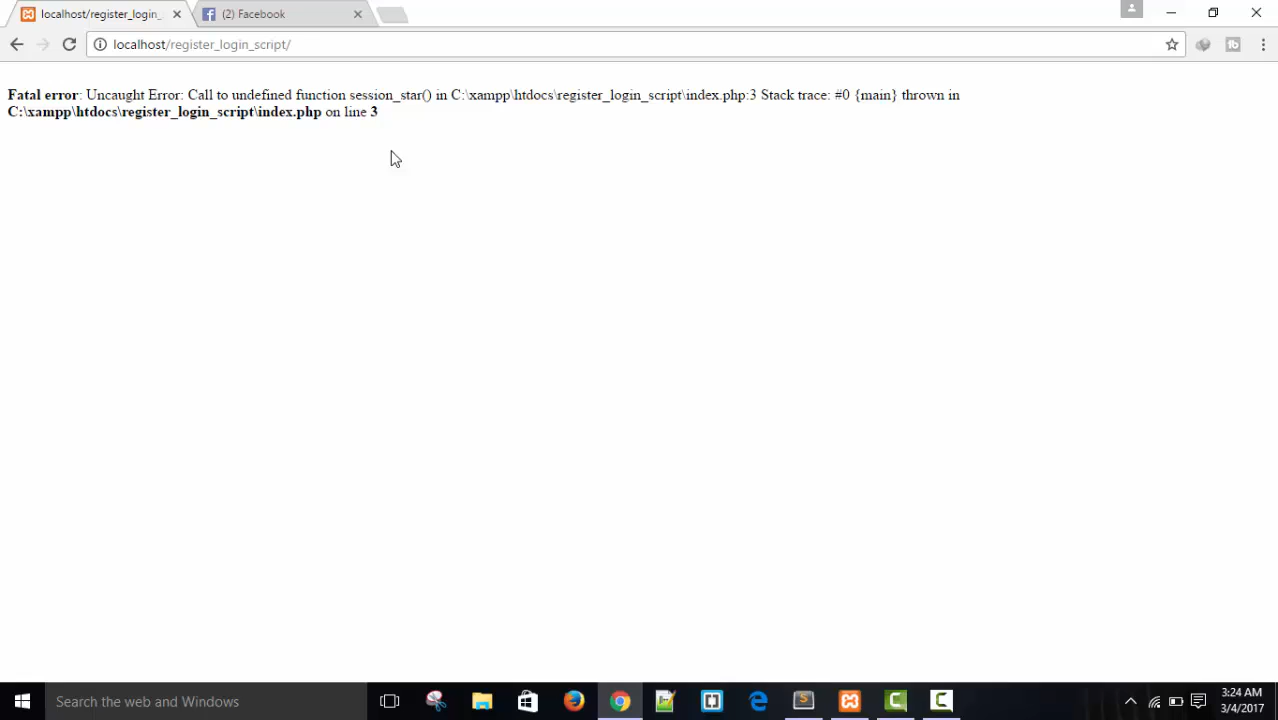 localhost/register_login_
(2) Facebook
localhost/register_login_script/
Fatal error: Uncaught Error: Call to undefined function session_star() in C:\xampp\htdocs\register_login_script\index.php:3 Stack trace: #0 {main} thrown in
C:\xampp\htdocs\register_login_script\index.php on line 3
Search the web and Windows
3:24 AM
3/4/2017